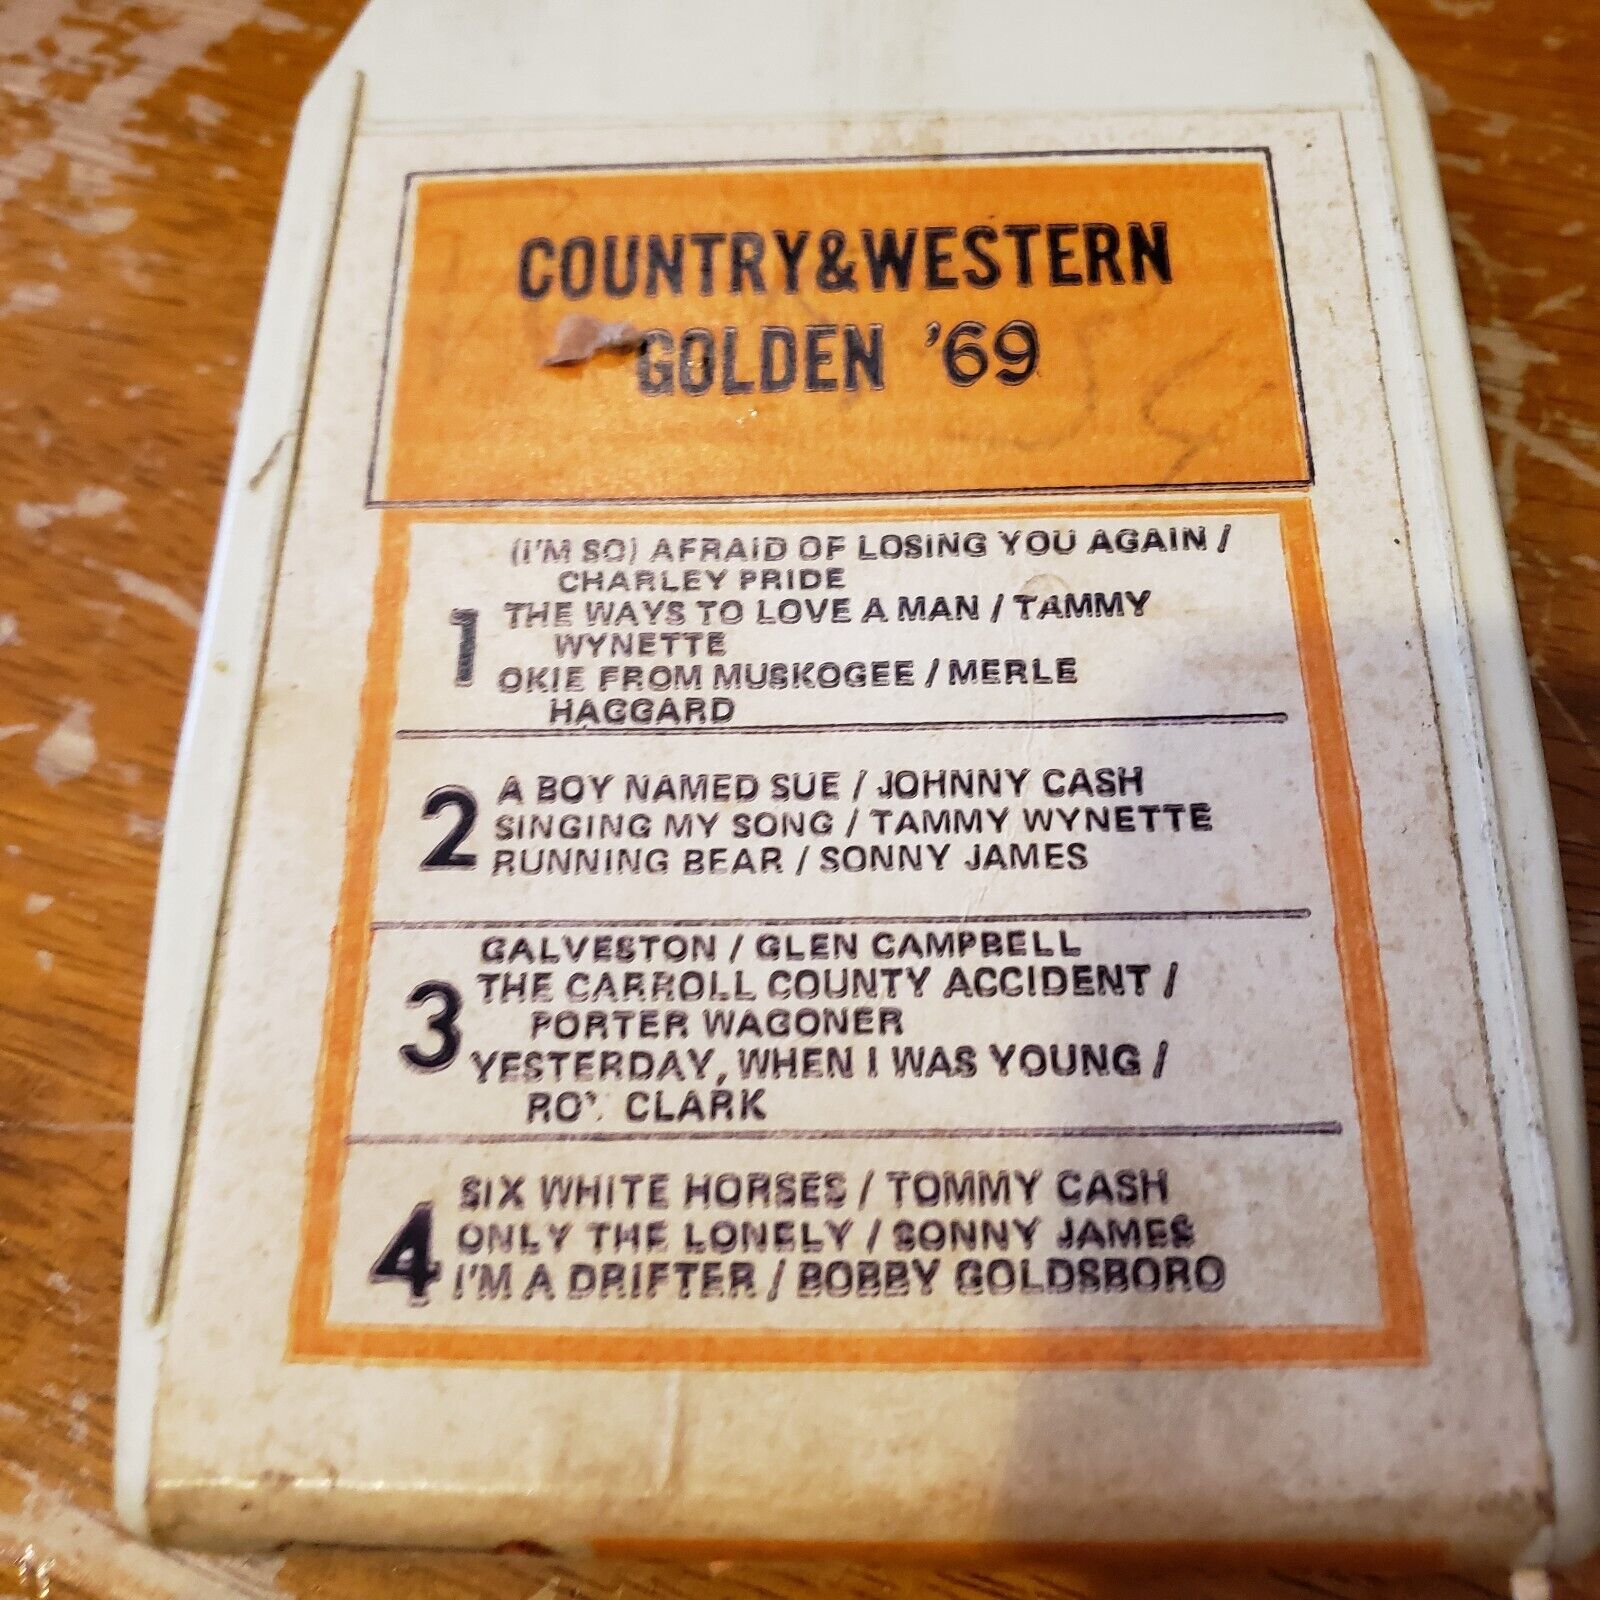 COUNTRY&WESTERN
GOLDEN '69
(I'M SO) AFRAID OF LOSING YOU AGAIN /
CHARLEY PRIDE
1 THE WAYS TO LOVE A MAN / TAMMY
WYNETTE
OKIE FROM MUSKOGEE / MERLE
HAGGARD
A BOY NAMED SUE / JOHNNY CASH
2 SINGING MY SONG / TAMMY WYNETTE
RUNNING BEAR / SONNY JAMES
GALVESTON / GLEN CAMPBELL
THE CARROLL COUNTY ACCIDENT /
3 PORTER WAGONER
YESTERDAY, WHEN I WAS YOUNG /
ROY CLARK
SIX WHITE HORSES / TOMMY CASH
4 ONLY THE LONELY / SONNY JAMES
I'M A DRIFTER / BOBBY GOLDSBORO